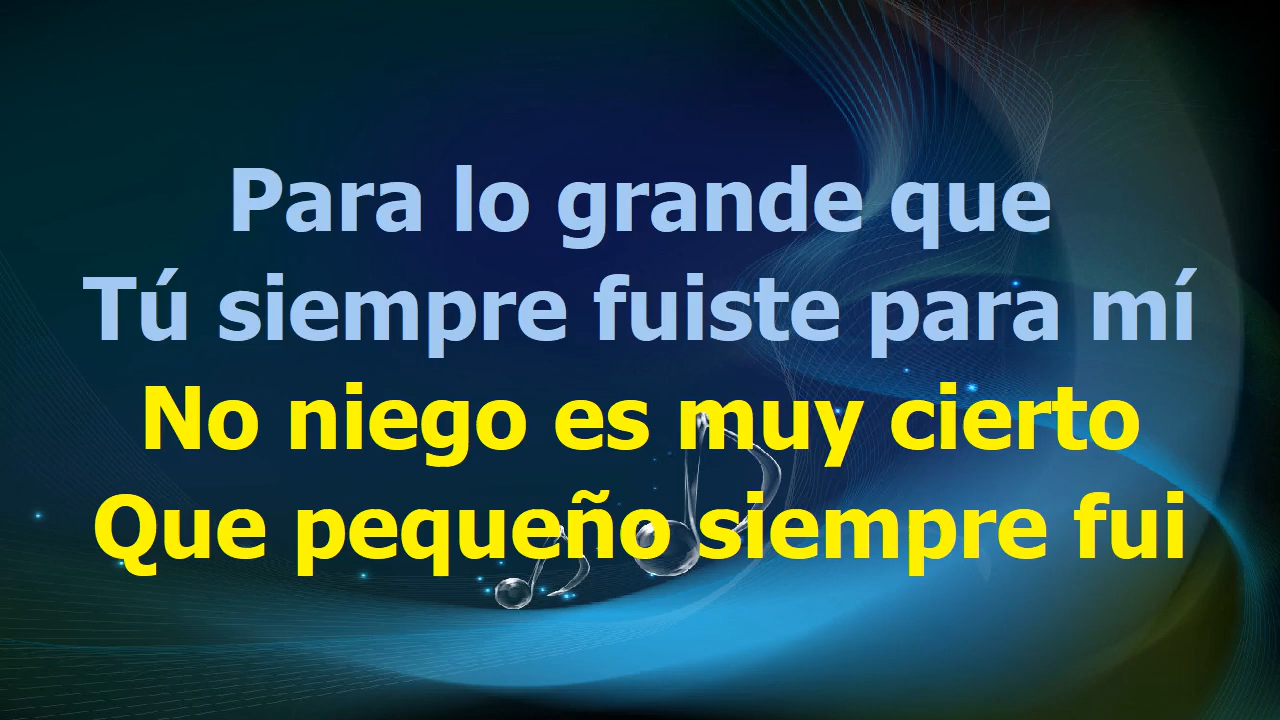 Para lo grande que
Tú siempre fuiste para mí
No niego es muy cierto
Que pequeño siempre fui